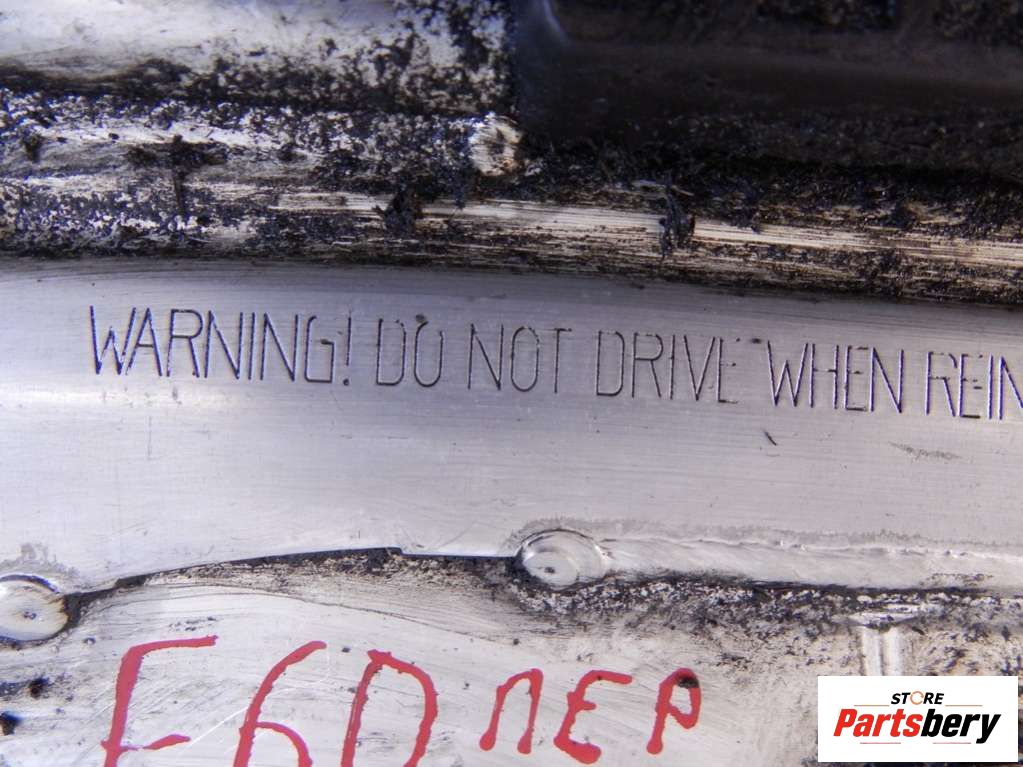 WARNING! DO NOT DRIVE WHEN REIN
E60 ПЕР
STORE
Partsbery